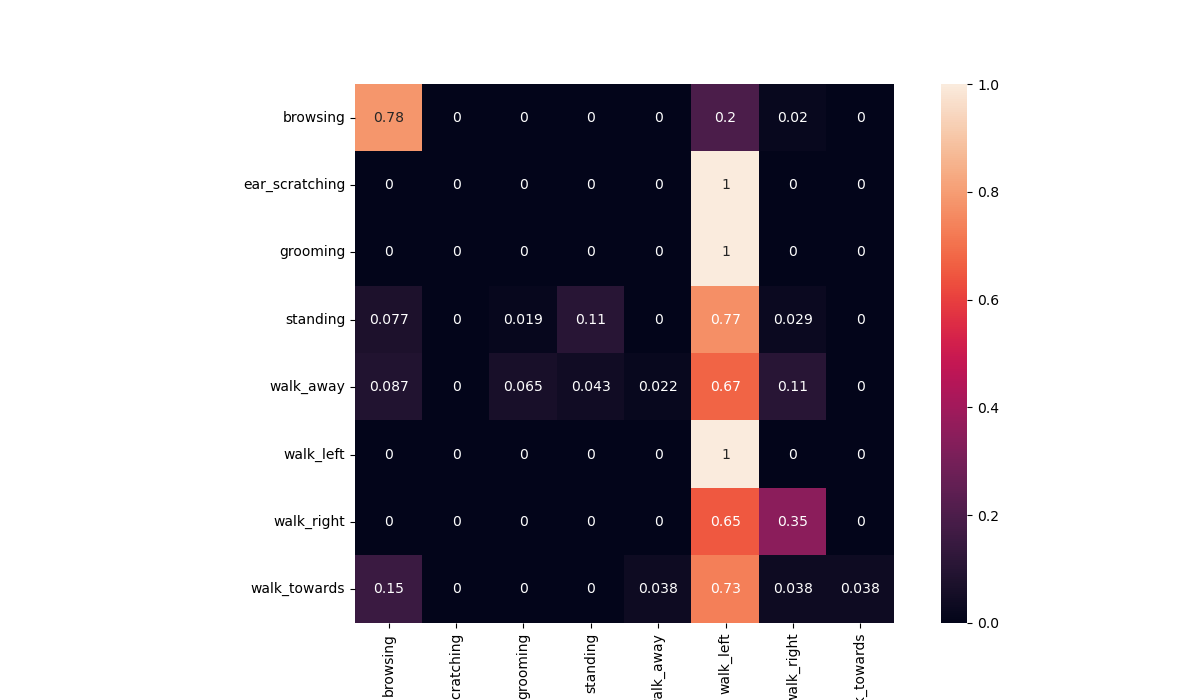 browsing 0.78 0 0 0 0 0.2 0.02 0
ear_scratching 0 0 0 0 0 1 0 0
grooming 0 0 0 0 0 1 0 0
standing 0.077 0 0.019 0.11 0 0.77 0.029 0
walk_away 0.087 0 0.065 0.043 0.022 0.67 0.11 0
walk_left 0 0 0 0 0 1 0 0
walk_right 0 0 0 0 0 0.65 0.35 0
walk_towards 0.15 0 0 0 0.038 0.73 0.038 0.038
browsing
cratching
grooming
standing
alk_away
walk_left
walk_right
k_towards
1.0
0.8
0.6
0.4
0.2
0.0